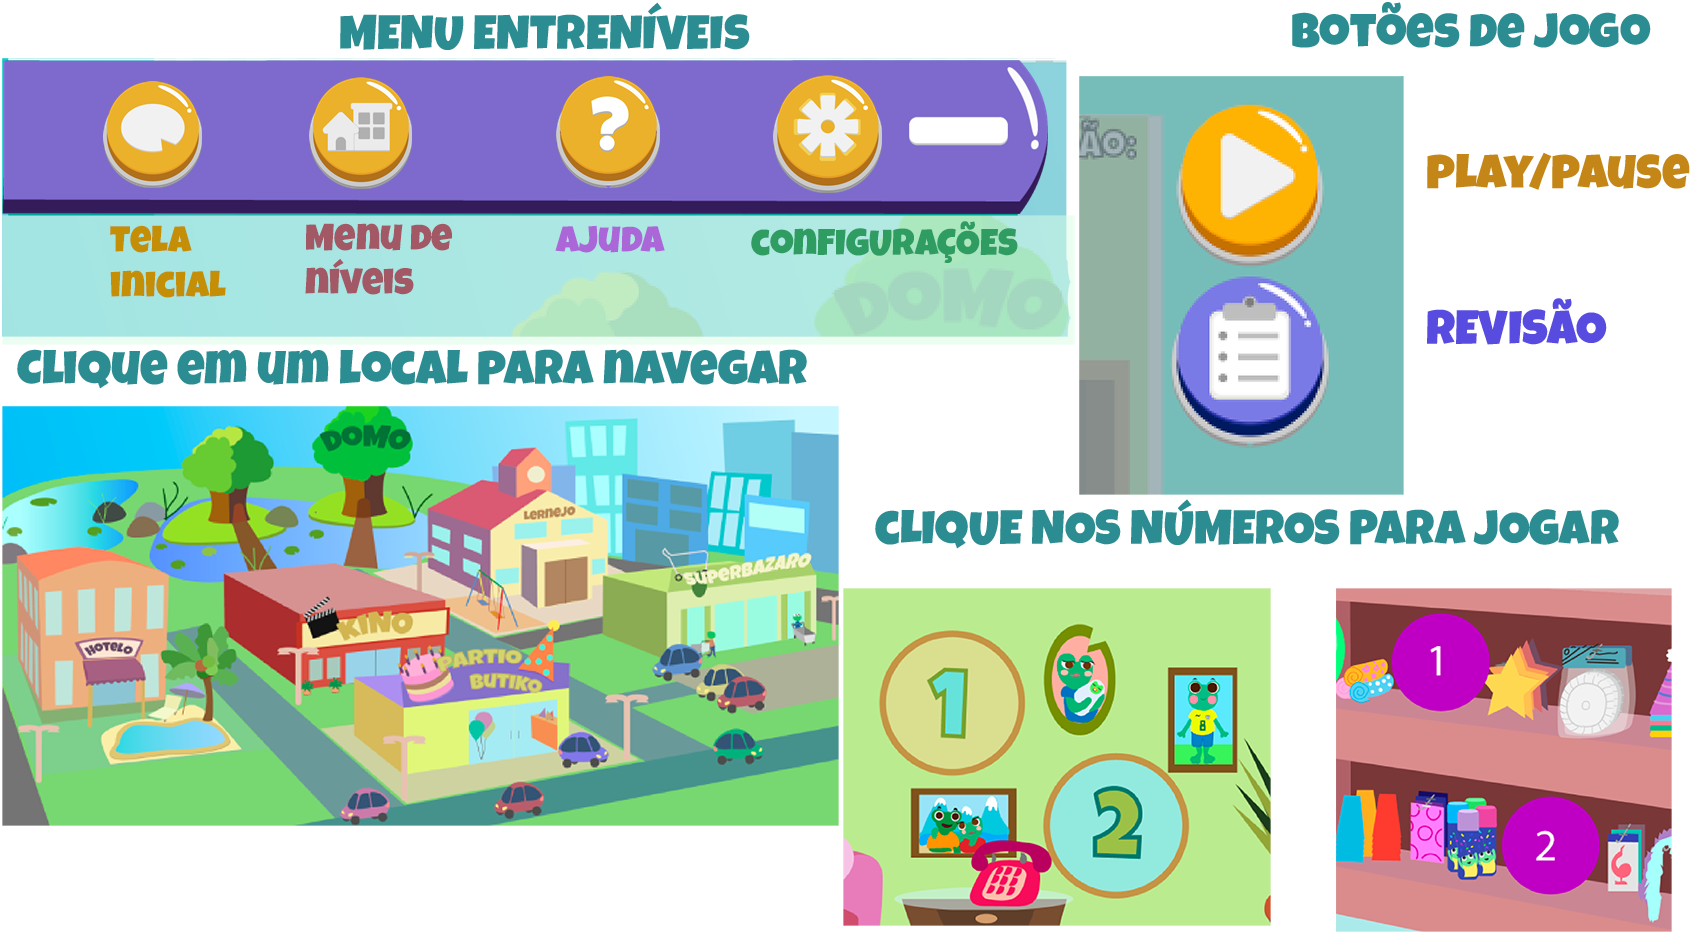 MENU ENTRENÍVEIS
BOTÕES DE JOGO
?
ÃO:
PLAY/PAUSE
TELA
INICIAL
MENU DE
NÍVEIS
AJUDA
CONFIGURAÇÕES
DOMO
REVISÃO
CLIQUE EM UM LOCAL PARA NAVEGAR
DOMO
LERNEJO
SUPERBAZARO
KINO
HOTELO
PARTIO
BUTIKO
CLIQUE NOS NÚMEROS PARA JOGAR
1
8
2
1
2